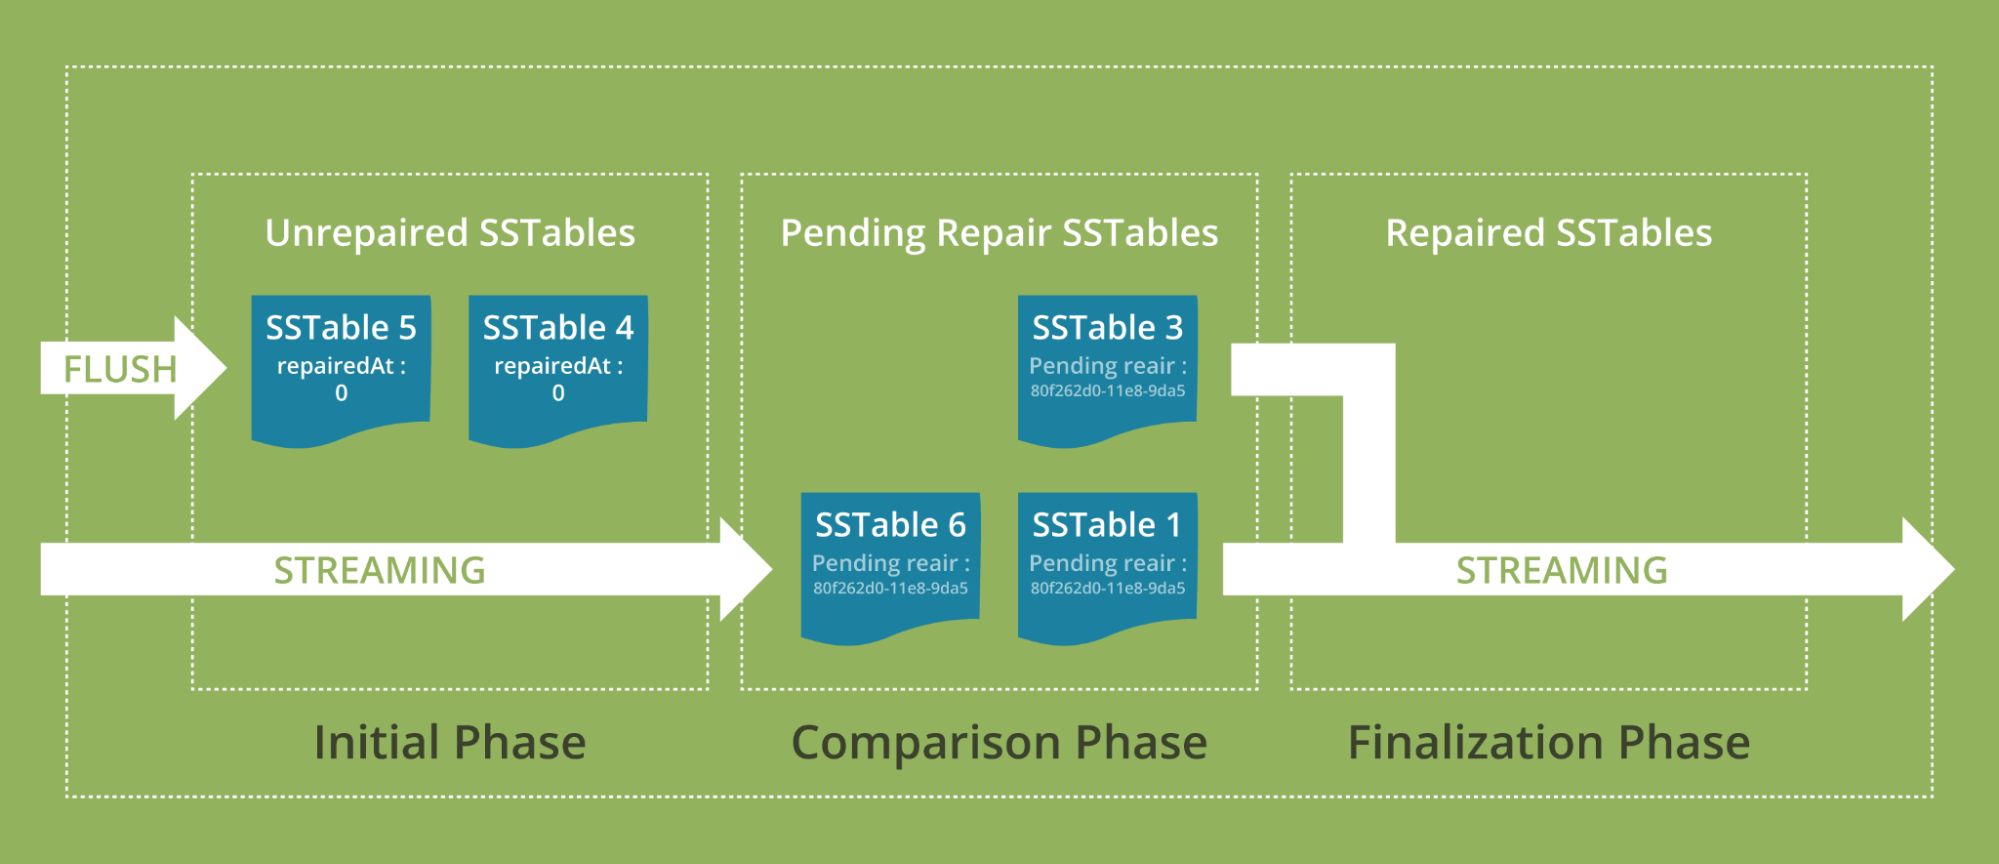 Unrepaired SSTables
Pending Repair SSTables
Repaired SSTables
FLUSH
SSTable 5
repairedAt :
0
SSTable 4
repairedAt :
0
SSTable 3
Pending reair :
80f262d0-11e8-9da5
STREAMING
SSTable 6
Pending reair :
80f262d0-11e8-9da5
SSTable 1
Pending reair :
80f262d0-11e8-9da5
STREAMING
Initial Phase
Comparison Phase
Finalization Phase